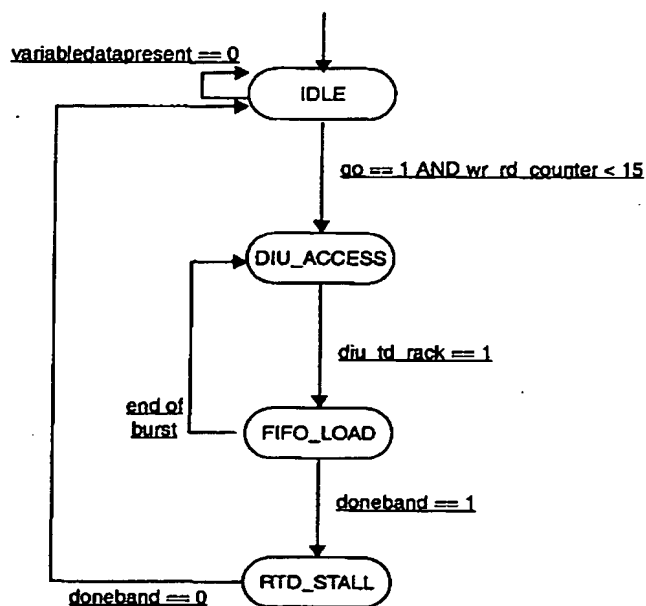 variabledatapresent == 0
IDLE
go == 1 AND wr_rd_counter < 15
DIU_ACCESS
diu_td_rack == 1
end of
burst
FIFO_LOAD
doneband == 1
RTD_STALL
doneband == 0